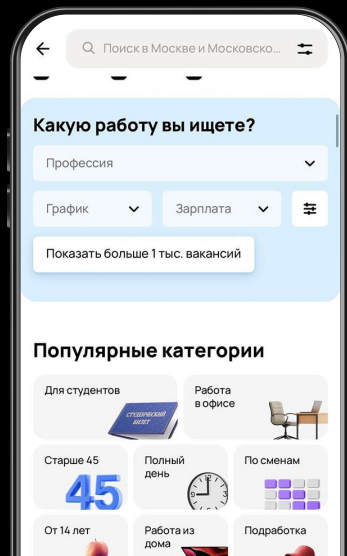 Поиск в Москве и Московско...
Какую работу вы ищете?
Профессия
График
Зарплата
Показать больше 1 тыс. вакансий
Популярные категории
Для студентов
Работа
в офисе
СТУДЕНЧЕСКИЙ
БИЛЕТ
Старше 45
Полный
день
По сменам
45
От 14 лет
Работа из
дома
Подработка